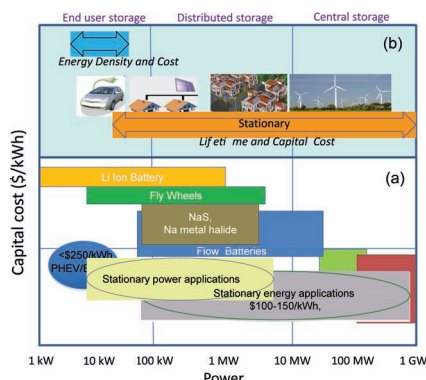 End user storage Distributed storage Central storage
(b)
Energy Density and Cost
Stationary
Lif eti me and Capital Cost
Capital cost ($/kWh)
Li Ion Battery
(a)
Fly Wheels
NaS,
Na metal halide
Flow Batteries
<$250/kWh
PHEV/
Stationary power applications
Stationary energy applications
$100-150/kWh,
1 kW 10 kW 100 kW 1 MW 10 MW 100 MW 1 GW
Power